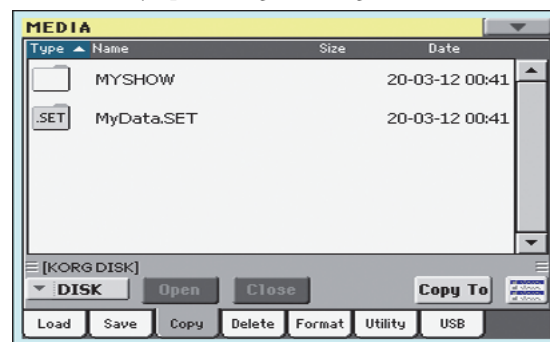 MEDIA
Type Name Size Date
MYSHOW 20-03-12 00:41
.SET MyData.SET 20-03-12 00:41
[KORG DISK]
DISK Open Close Copy To
Load Save Copy Delete Format Utility USB